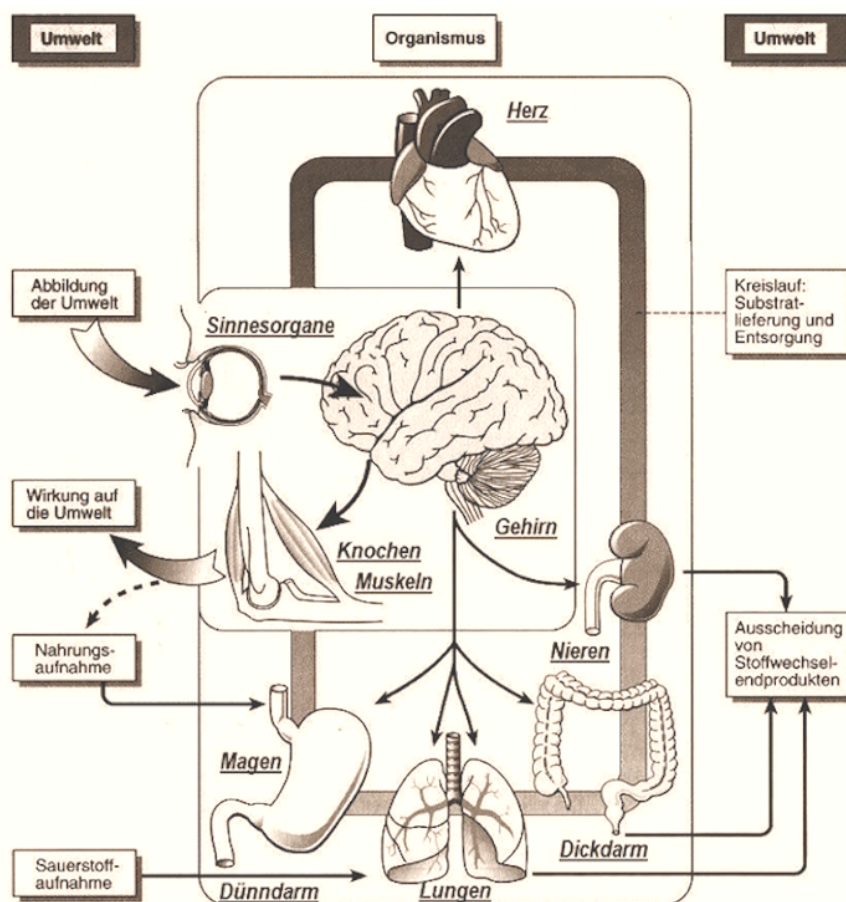 Umwelt
Organismus
Umwelt
Herz
Abbildung
der Umwelt
Sinnesorgane
Kreislauf:
Substrat-
lieferung und
Entsorgung
Wirkung auf
die Umwelt
Knochen
Muskeln
Gehirn
Nahrungs-
aufnahme
Nieren
Ausscheidung
von
Stoffwechsel-
endprodukten
Magen
Dickdarm
Sauerstoff-
aufnahme
Dünndarm
Lungen